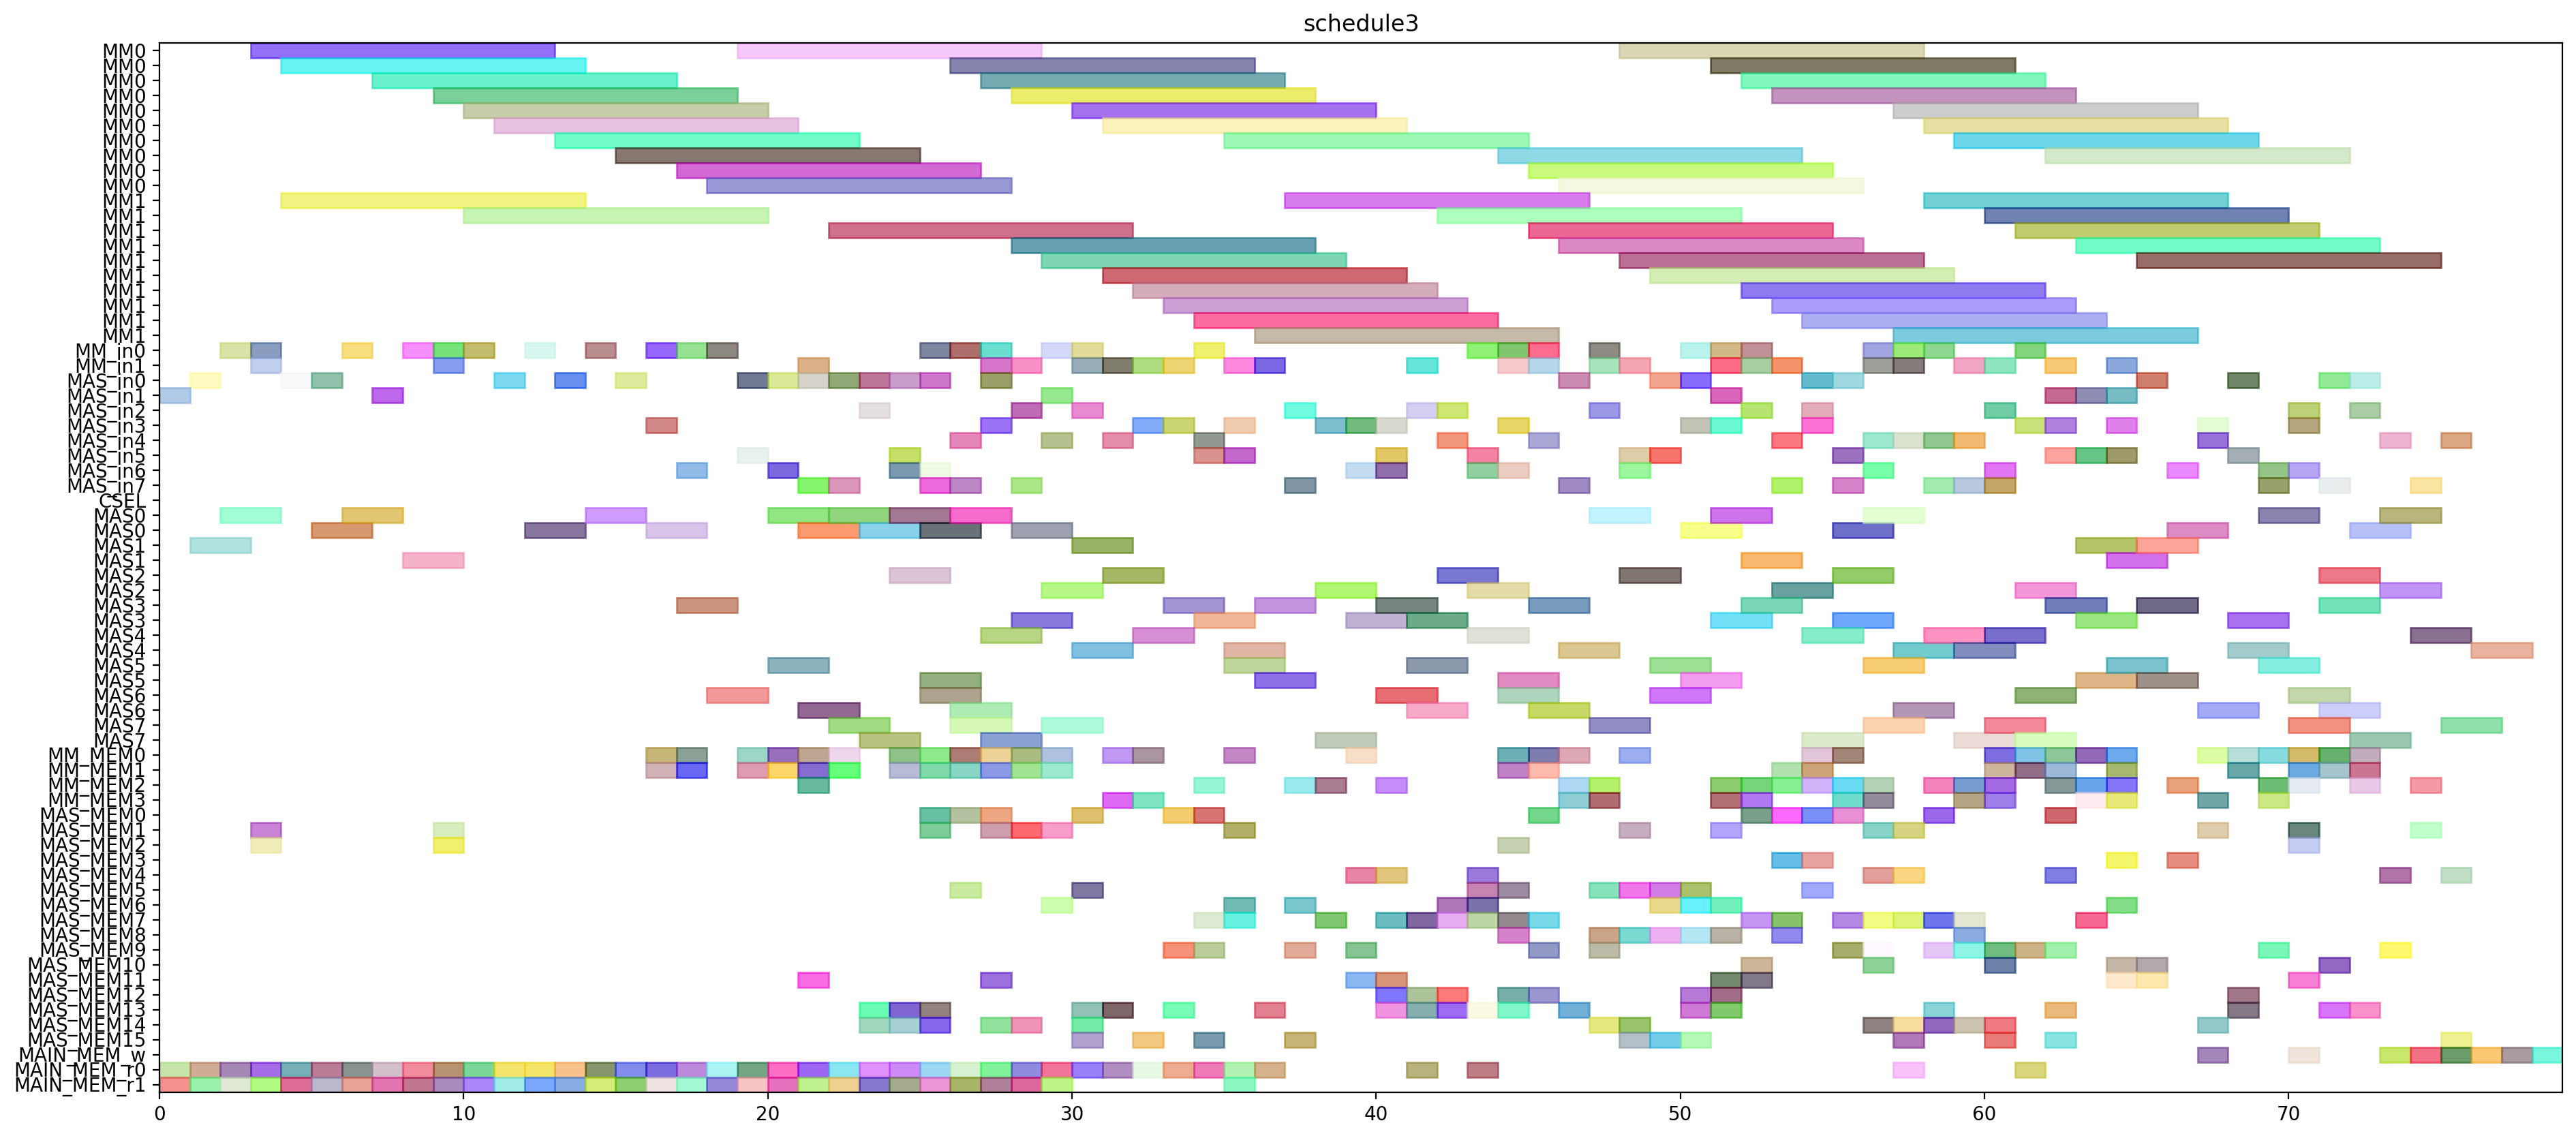 schedule3
MM0
MM0
MM0
MM0
MM0
MM0
MM0
MM0
MM0
MM0
MM1
MM1
MM1
MM1
MM1
MM1
MM1
MM1
MM1
MM1
MM_in0
MM_in1
MAS_in0
MAS_in1
MAS_in2
MAS_in3
MAS_in4
MAS_in5
MAS_in6
MAS_in7
CSEL
MAS0
MAS0
MAS1
MAS1
MAS2
MAS2
MAS3
MAS3
MAS4
MAS4
MAS5
MAS5
MAS6
MAS6
MAS7
MAS7
MM_MEM0
MM_MEM1
MM_MEM2
MM_MEM3
MAS_MEM0
MAS_MEM1
MAS_MEM2
MAS_MEM3
MAS_MEM4
MAS_MEM5
MAS_MEM6
MAS_MEM7
MAS_MEM8
MAS_MEM9
MAS_MEM10
MAS_MEM11
MAS_MEM12
MAS_MEM13
MAS_MEM14
MAS_MEM15
MAIN_MEM_w
MAIN_MEM_r0
MAIN_MEM_r1
0 10 20 30 40 50 60 70